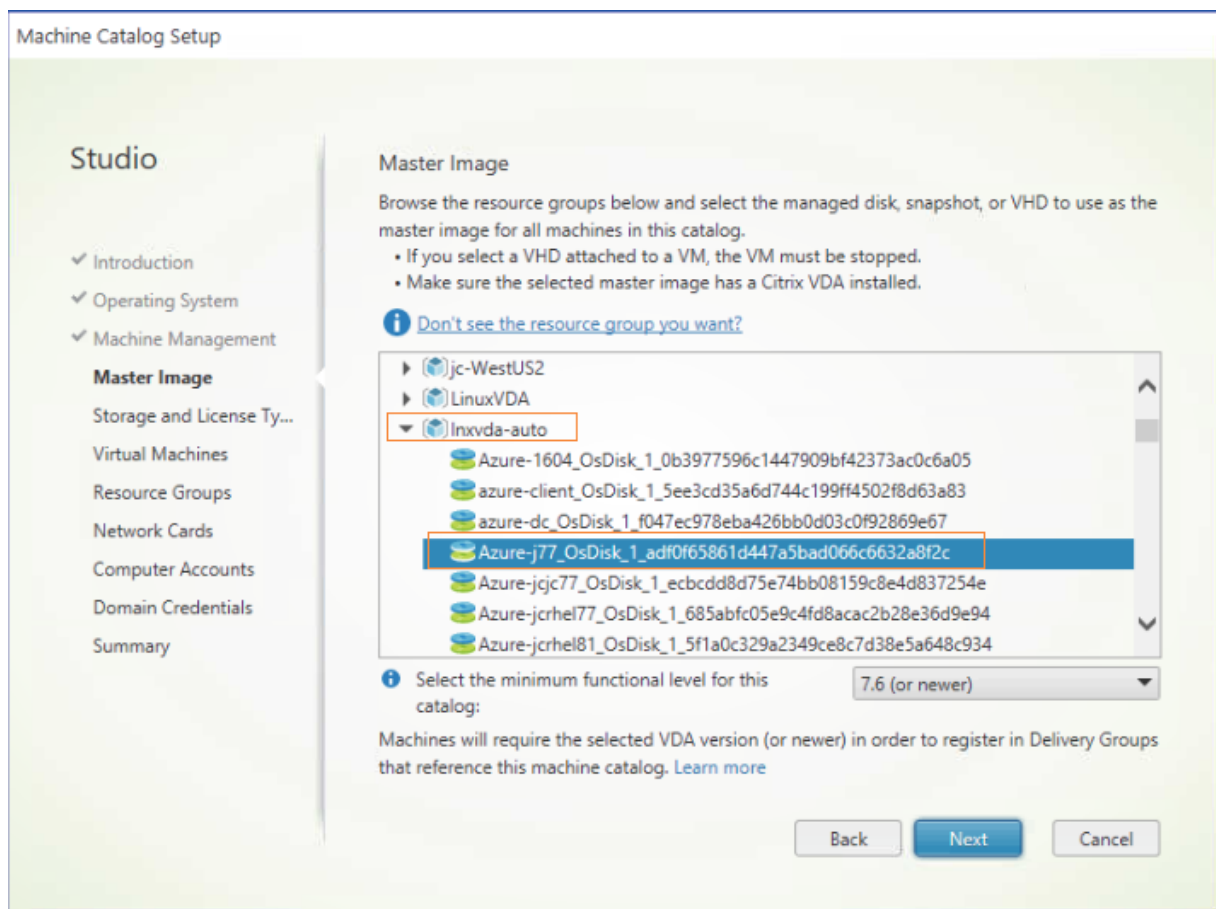 Machine Catalog Setup
Studio
Introduction
Operating System
Machine Management
Master Image
Storage and License Ty...
Virtual Machines
Resource Groups
Network Cards
Computer Accounts
Domain Credentials
Summary
Master Image
Browse the resource groups below and select the managed disk, snapshot, or VHD to use as the
master image for all machines in this catalog.
• If you select a VHD attached to a VM, the VM must be stopped.
• Make sure the selected master image has a Citrix VDA installed.
Don't see the resource group you want?
jc-WestUS2
LinuxVDA
lnxvda-auto
Azure-1604_OsDisk_1_0b3977596c1447909bf42373ac0c6a05
azure-client_OsDisk_1_5ee3cd35a6d744c199ff4502f8d63a83
azure-dc_OsDisk_1_f047ec978eba426bb0d03c0f92869e67
Azure-j77_OsDisk_1_adf0f65861d447a5bad066c6632a8f2c
Azure-jcjc77_OsDisk_1_ecbcdd8d75e74bb08159c8e4d837254e
Azure-jcrhel77_OsDisk_1_685abfc05e9c4fd8acac2b28e36d9e94
Azure-jcrhel81_OsDisk_1_5f1a0c329a2349ce8c7d38e5a648c934
Select the minimum functional level for this
catalog:
7.6 (or newer)
Machines will require the selected VDA version (or newer) in order to register in Delivery Groups
that reference this machine catalog. Learn more
Back
Next
Cancel